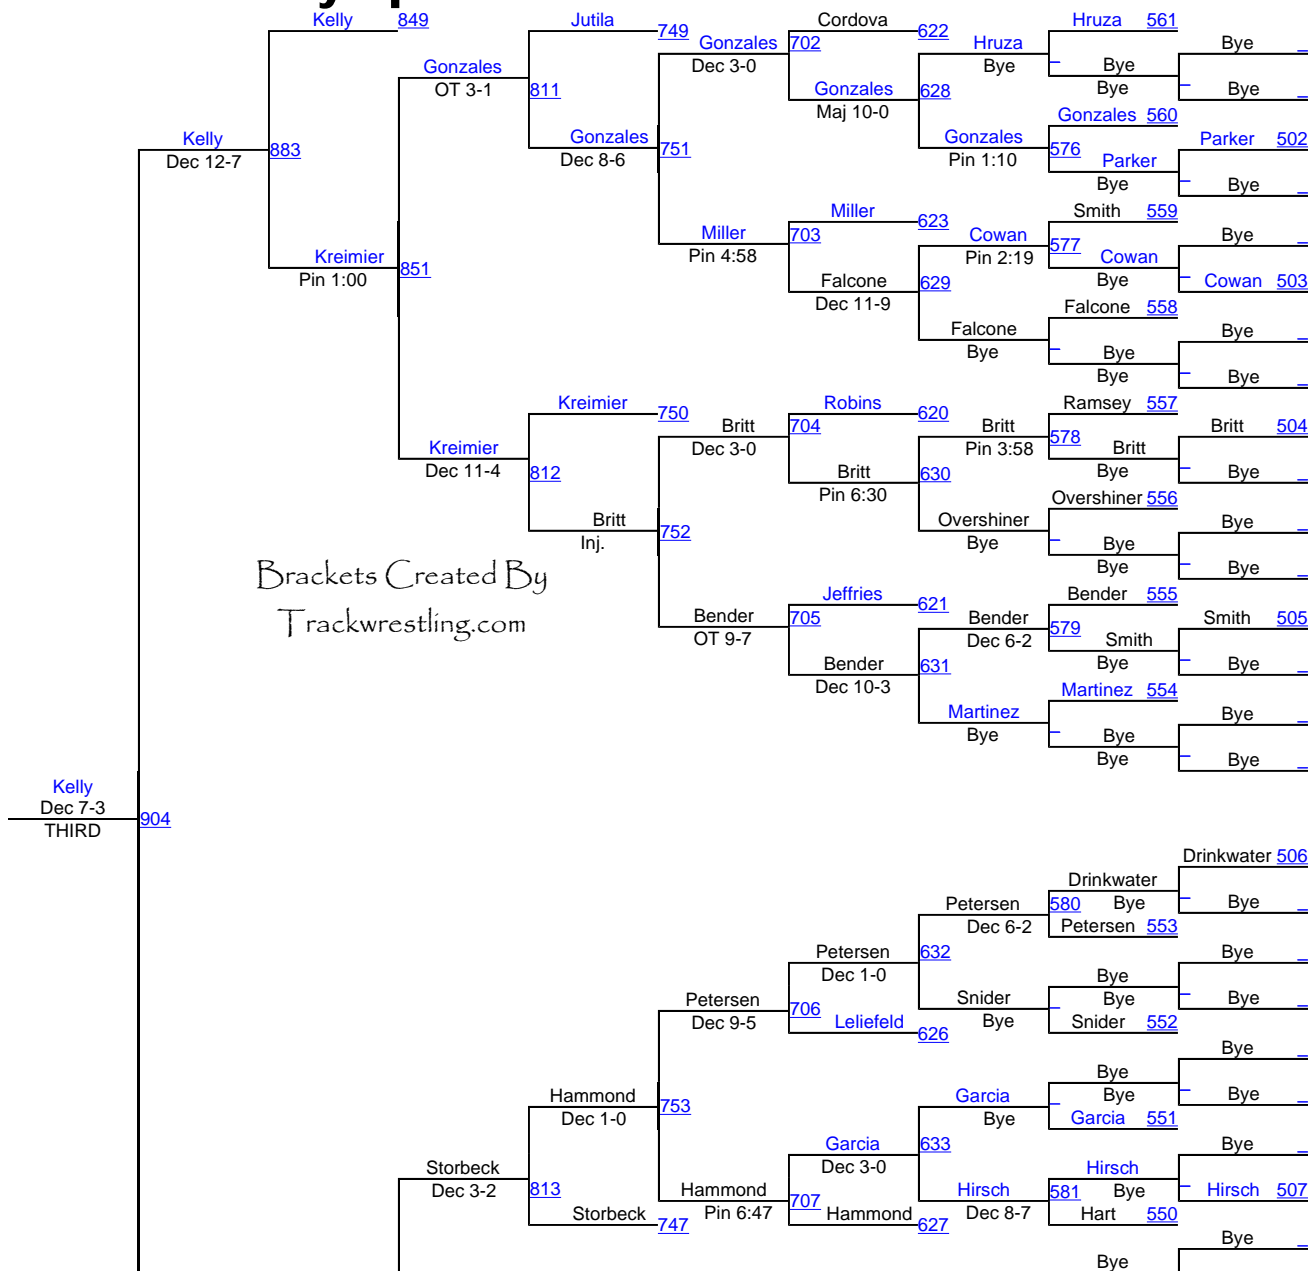 Kelly 849 Jutila 749 Cordova 622 Hruza 561
Gonzales 702 Hruza Bye
Dec 3-0 Bye Bye
Gonzales Bye Bye
OT 3-1 811 Gonzales 628
Maj 10-0 Gonzales 560
Kelly 883 Gonzales 751 Gonzales 576 Parker 502
Dec 12-7 Dec 8-6 Pin 1:10 Parker
Bye Bye
Miller 623 Smith 559
Miller 703 Cowan 577 Bye
Pin 4:58 Pin 2:19 Cowan
Kreimier 851 Falcone 629 Bye Cowan 503
Pin 1:00 Dec 11-9
Falcone 558
Falcone Bye
Bye Bye
Bye Bye
Kreimier 750 Robins 620 Ramsey 557
Britt 704 Britt 578 Britt 504
Kreimier Dec 3-0 Pin 3:58 Britt
Dec 11-4 812 Britt 630 Bye Bye
Pin 6:30
Overshiner 556
Britt 752 Overshiner Bye
Inj. Bye Bye
Bye Bye
Brackets Created By
Trackwrestling.com
Jeffries 621 Bender 555
Bender 705 Bender 579 Smith 505
OT 9-7 Dec 6-2 Smith
Bender 631 Bye Bye
Dec 10-3
Martinez 554
Martinez Bye
Bye Bye
Bye Bye
Kelly
Dec 7-3 904
THIRD
Drinkwater 506
Drinkwater
Petersen 580 Bye Bye
Dec 6-2 Petersen 553
Petersen 632 Bye
Dec 1-0 Bye
Petersen 706 Snider Bye Bye
Dec 9-5 Leliefeld 626 Bye Snider 552
Bye
Bye
Hammond 753 Garcia Bye Bye
Dec 1-0 Bye Garcia 551
Garcia 633 Bye
Dec 3-0 Hirsch
Storbeck 813 Hammond 707 Hirsch 581 Bye Hirsch 507
Dec 3-2 Pin 6:47 Dec 8-7
Storbeck 747 Hammond 627 Hart 550
Bye
Bye